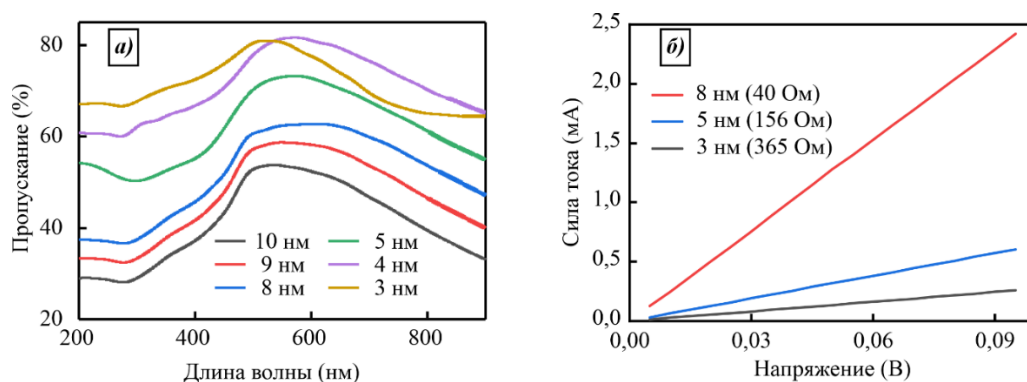 а)
80
60
40
20
Пропускание (%)
10 нм
9 нм
8 нм
5 нм
4 нм
3 нм
200
400
600
800
Длина волны (нм)
б)
2,5
2,0
1,5
1,0
0,5
0,0
Сила тока (мА)
8 нм (40 Ом)
5 нм (156 Ом)
3 нм (365 Ом)
0,00
0,03
0,06
0,09
Напряжение (В)